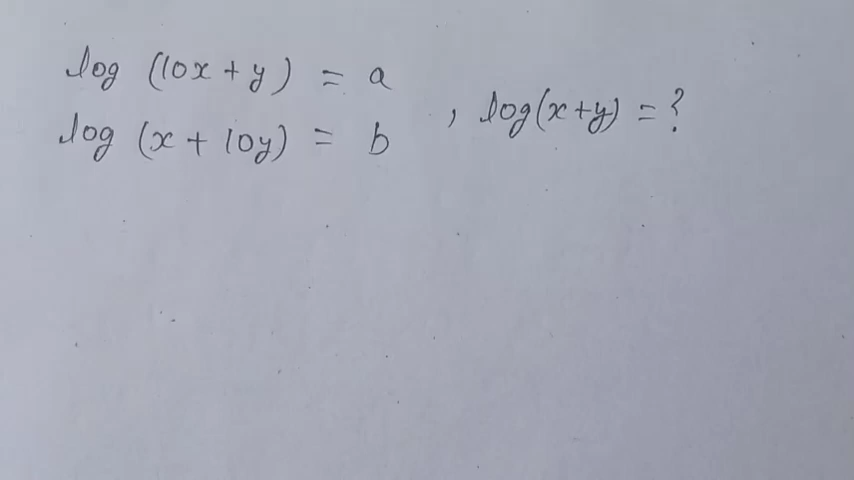 log (10x + y) = a
log (x + 10y) = b
, log(x+y) = ?